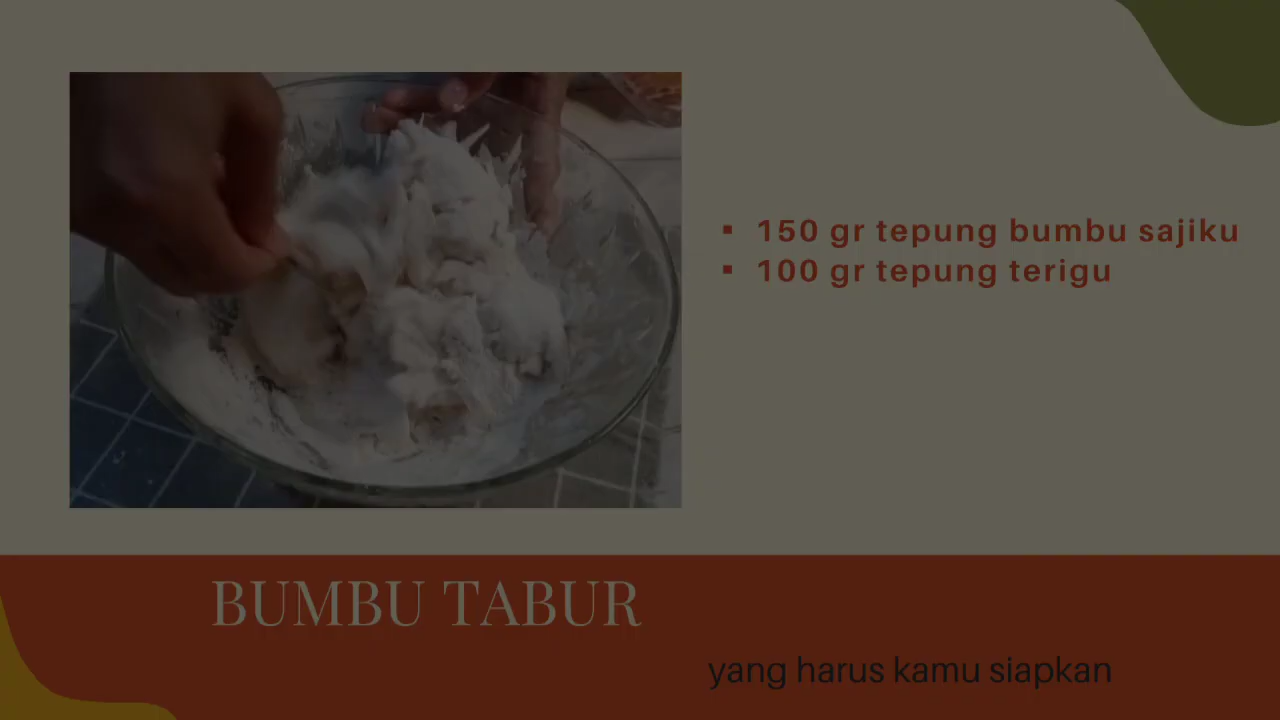 ▪ 150 gr tepung bumbu sajiku
▪ 100 gr tepung terigu
BUMBU TABUR
yang harus kamu siapkan